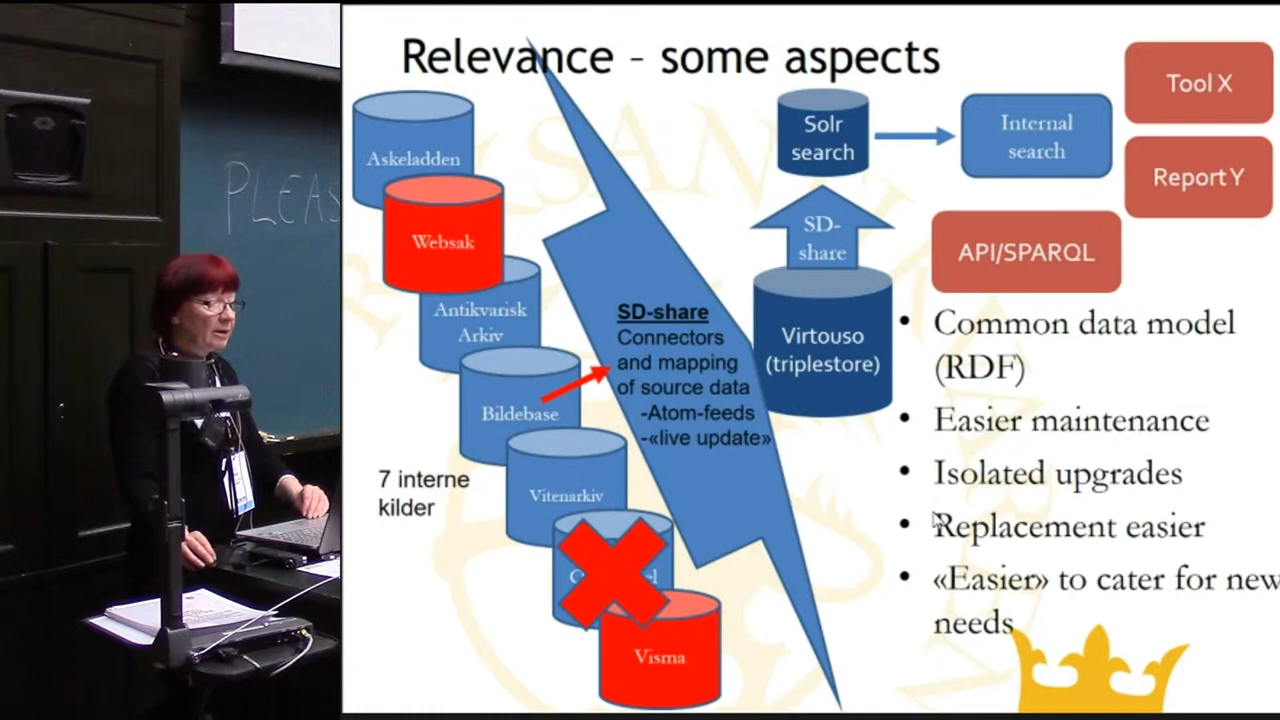 Relevance – some aspects
Askeladden
Websak
Antikvarisk
Arkiv
Bildebase
Vitenarkiv
Visma
7 interne
kilder
SD-share
Connectors
and mapping
of source data
-Atom-feeds
-«live update»
Solr
search
SD-
share
Virtouso
(triplestore)
Internal
search
Tool X
Report Y
API/SPARQL
• Common data model
(RDF)
• Easier maintenance
• Isolated upgrades
• Replacement easier
• «Easier» to cater for new
needs
PLEAS